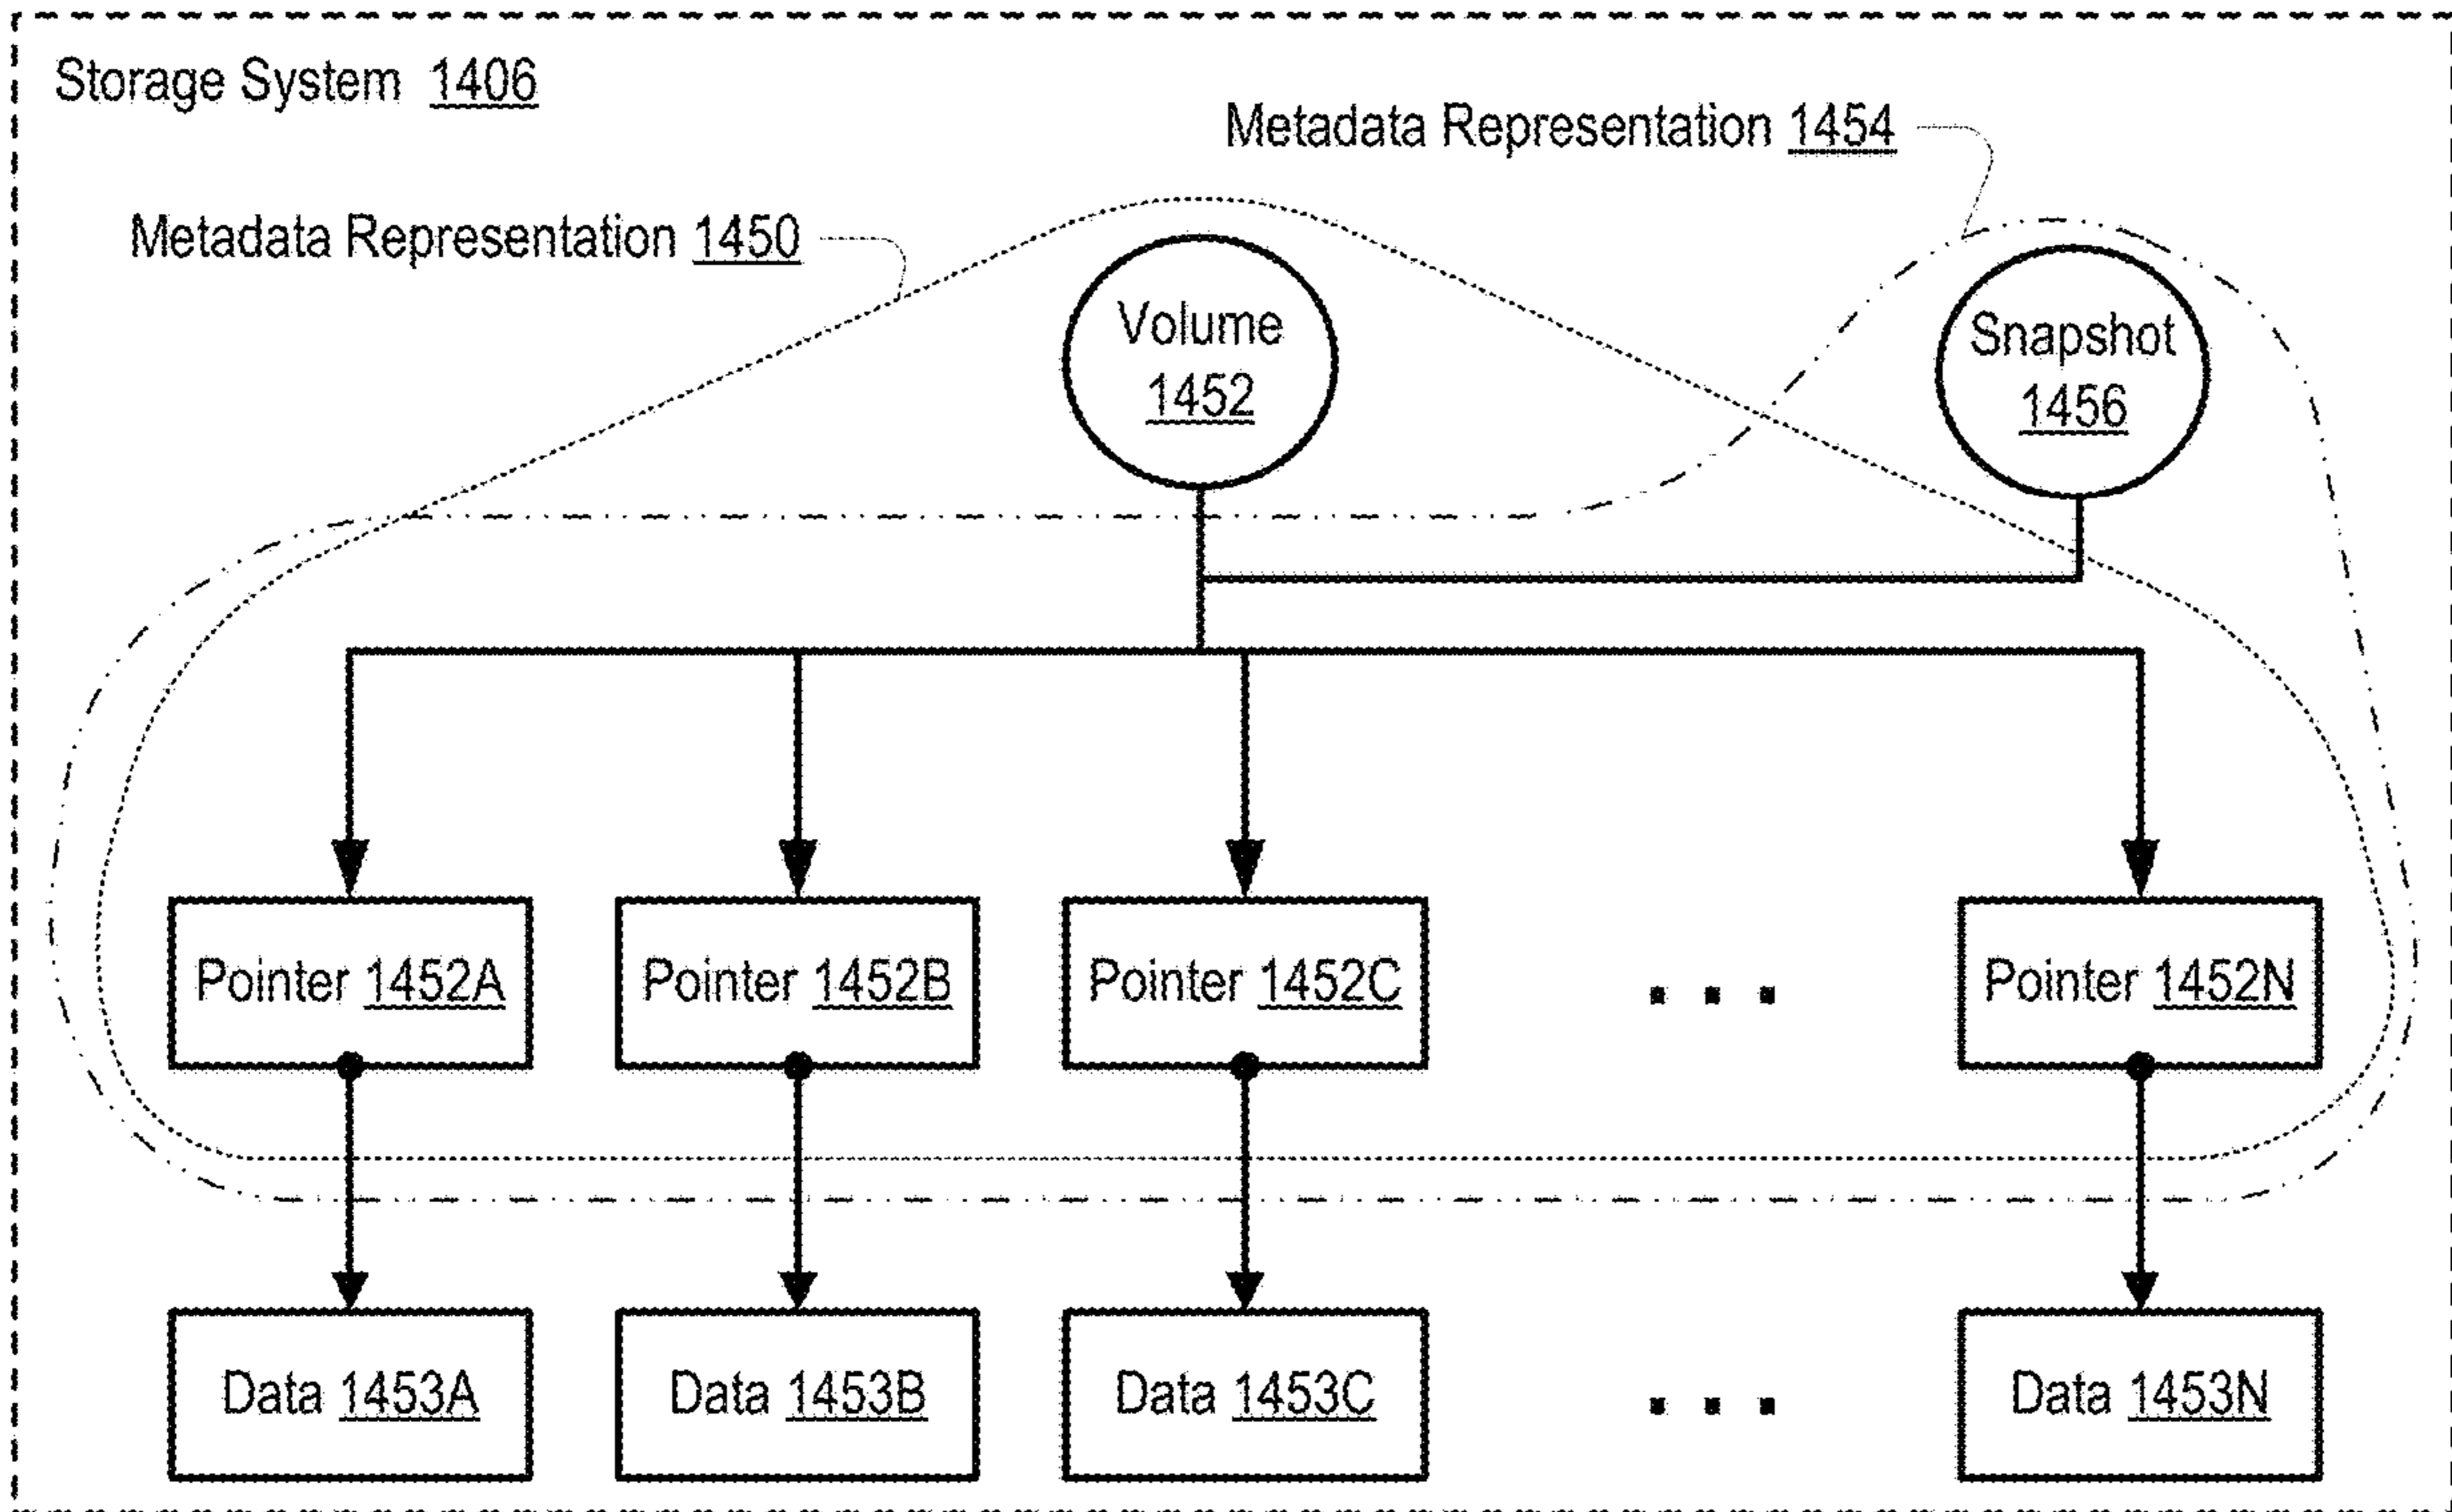 Storage System 1406
Metadata Representation 1454
Metadata Representation 1450
Volume
1452
Snapshot
1456
Pointer 1452A
Pointer 1452B
Pointer 1452C
. . .
Pointer 1452N
Data 1453A
Data 1453B
Data 1453C
. . .
Data 1453N